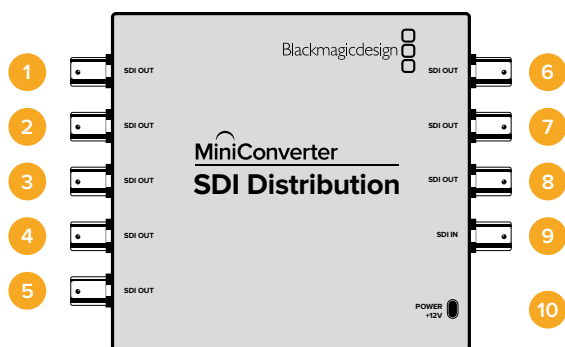 Blackmagicdesign
1 SDI OUT SDI OUT 6
2 SDI OUT SDI OUT 7
MiniConverter
3 SDI OUT SDI Distribution SDI OUT 8
4 SDI OUT SDI IN 9
5 SDI OUT
POWER
+12V
10